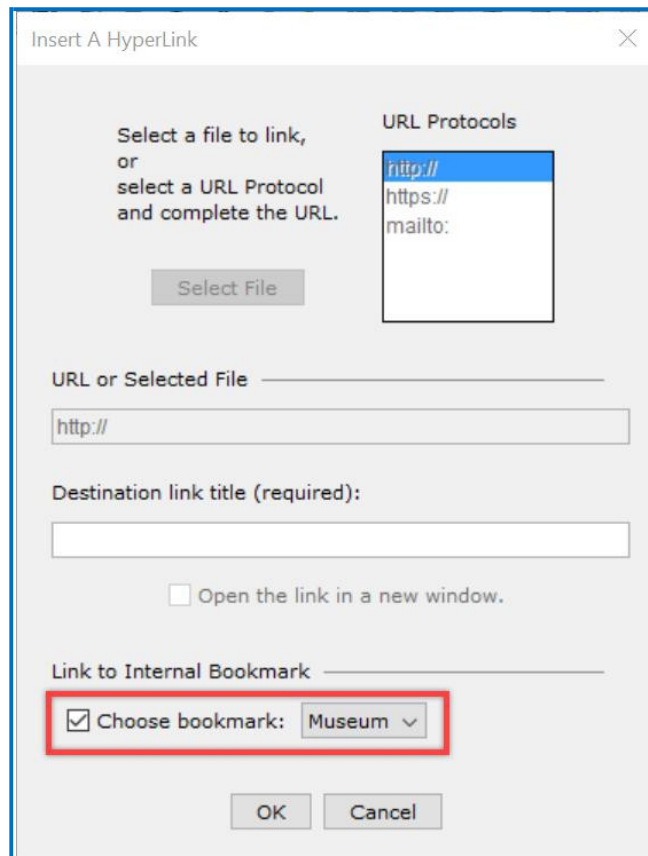 Insert A HyperLink
Select a file to link,
or
select a URL Protocol
and complete the URL.
Select File
URL Protocols
http://
https://
mailto:
URL or Selected File
http://
Destination link title (required):
Open the link in a new window.
Link to Internal Bookmark
Choose bookmark: Museum
OK Cancel